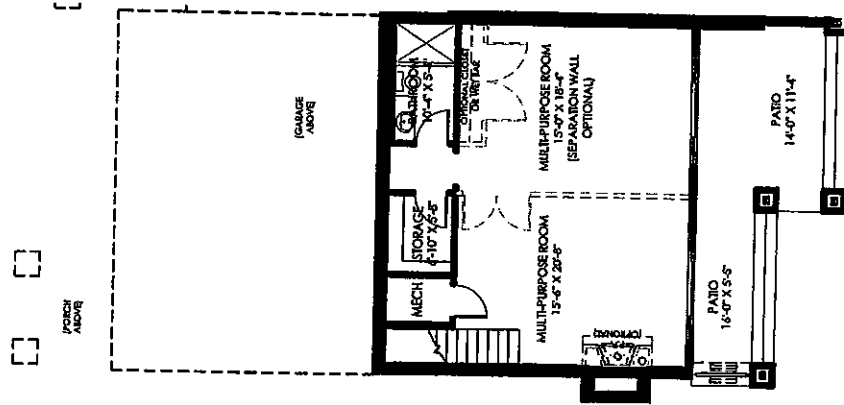 (PORCH
ABOVE)
(GARAGE
ABOVE)
MECH
STORAGE
BATHROOM
10'-4" X 5'-4"
OPTIONAL CLOSET
OR WET BAR
MULTI-PURPOSE ROOM
15'-6" X 20'-8"
MULTI-PURPOSE ROOM
15'-0" X 18'-4"
(SEPARATION WALL
OPTIONAL)
(OPTIONAL)
PATIO
16'-0" X 5'-5"
PATIO
14'-0" X 11'-4"